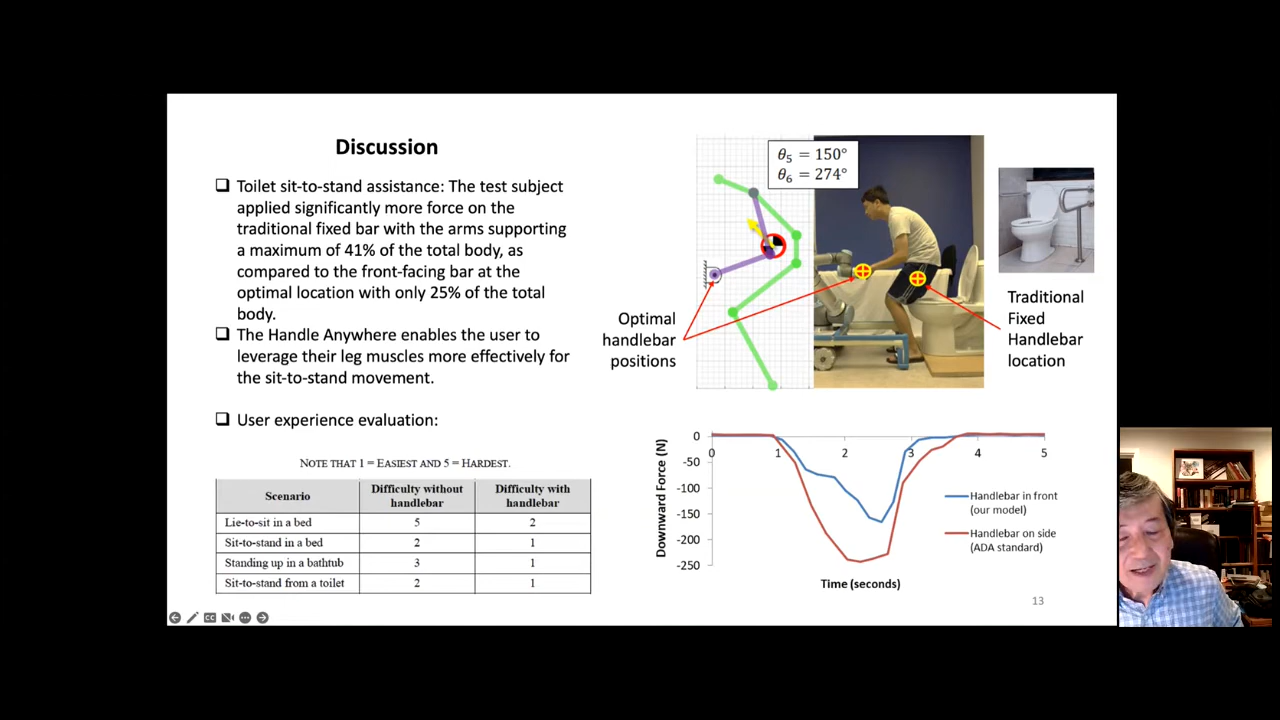 Discussion
❑ Toilet sit-to-stand assistance: The test subject
applied significantly more force on the
traditional fixed bar with the arms supporting
a maximum of 41% of the total body, as
compared to the front-facing bar at the
optimal location with only 25% of the total
body.
❑ The Handle Anywhere enables the user to
leverage their leg muscles more effectively for
the sit-to-stand movement.
❑ User experience evaluation:
NOTE THAT 1 = EASIEST AND 5 = HARDEST.
Scenario Difficulty without handlebar Difficulty with handlebar
Lie-to-sit in a bed 5 2
Sit-to-stand in a bed 2 1
Standing up in a bathtub 3 1
Sit-to-stand from a toilet 2 1
θ₅ = 150°
θ₆ = 274°
Optimal
handlebar
positions
Traditional
Fixed
Handlebar
location
Downward Force (N)
0
-50
-100
-150
-200
-250
0 1 2 3 4 5
Time (seconds)
Handlebar in front
(our model)
Handlebar on side
(ADA standard)
13
CC